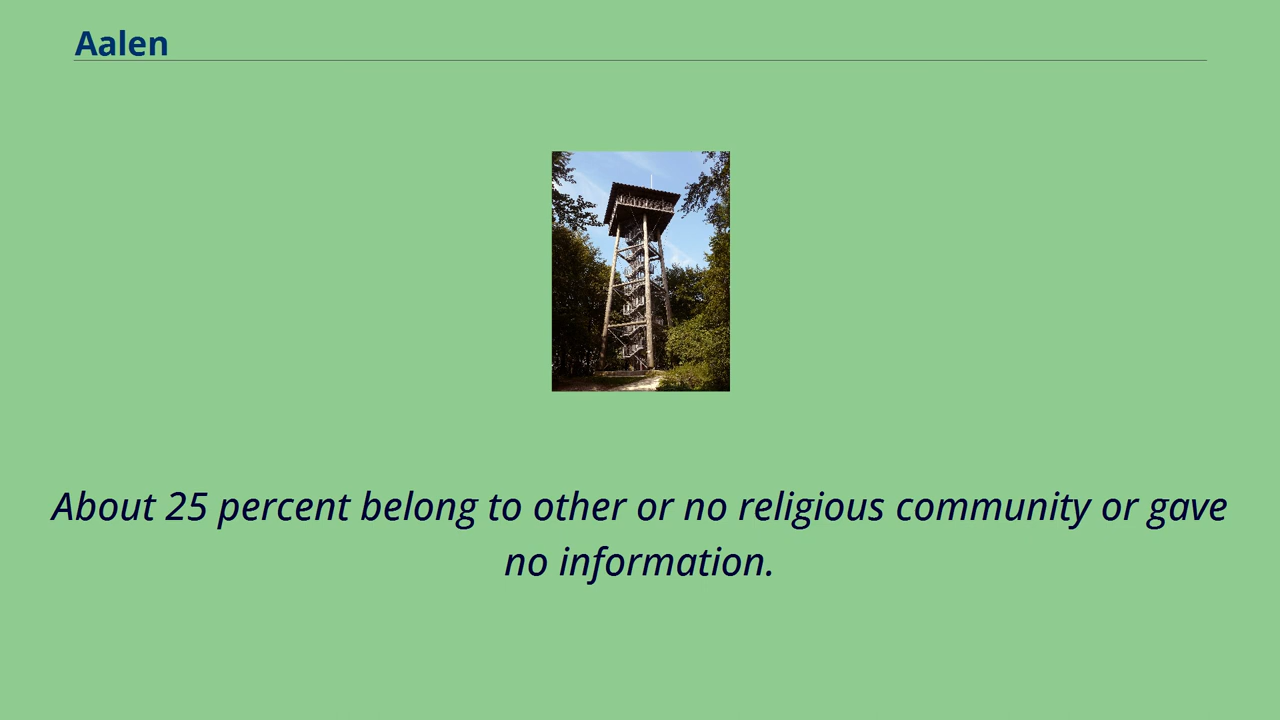 Aalen
About 25 percent belong to other or no religious community or gave
no information.